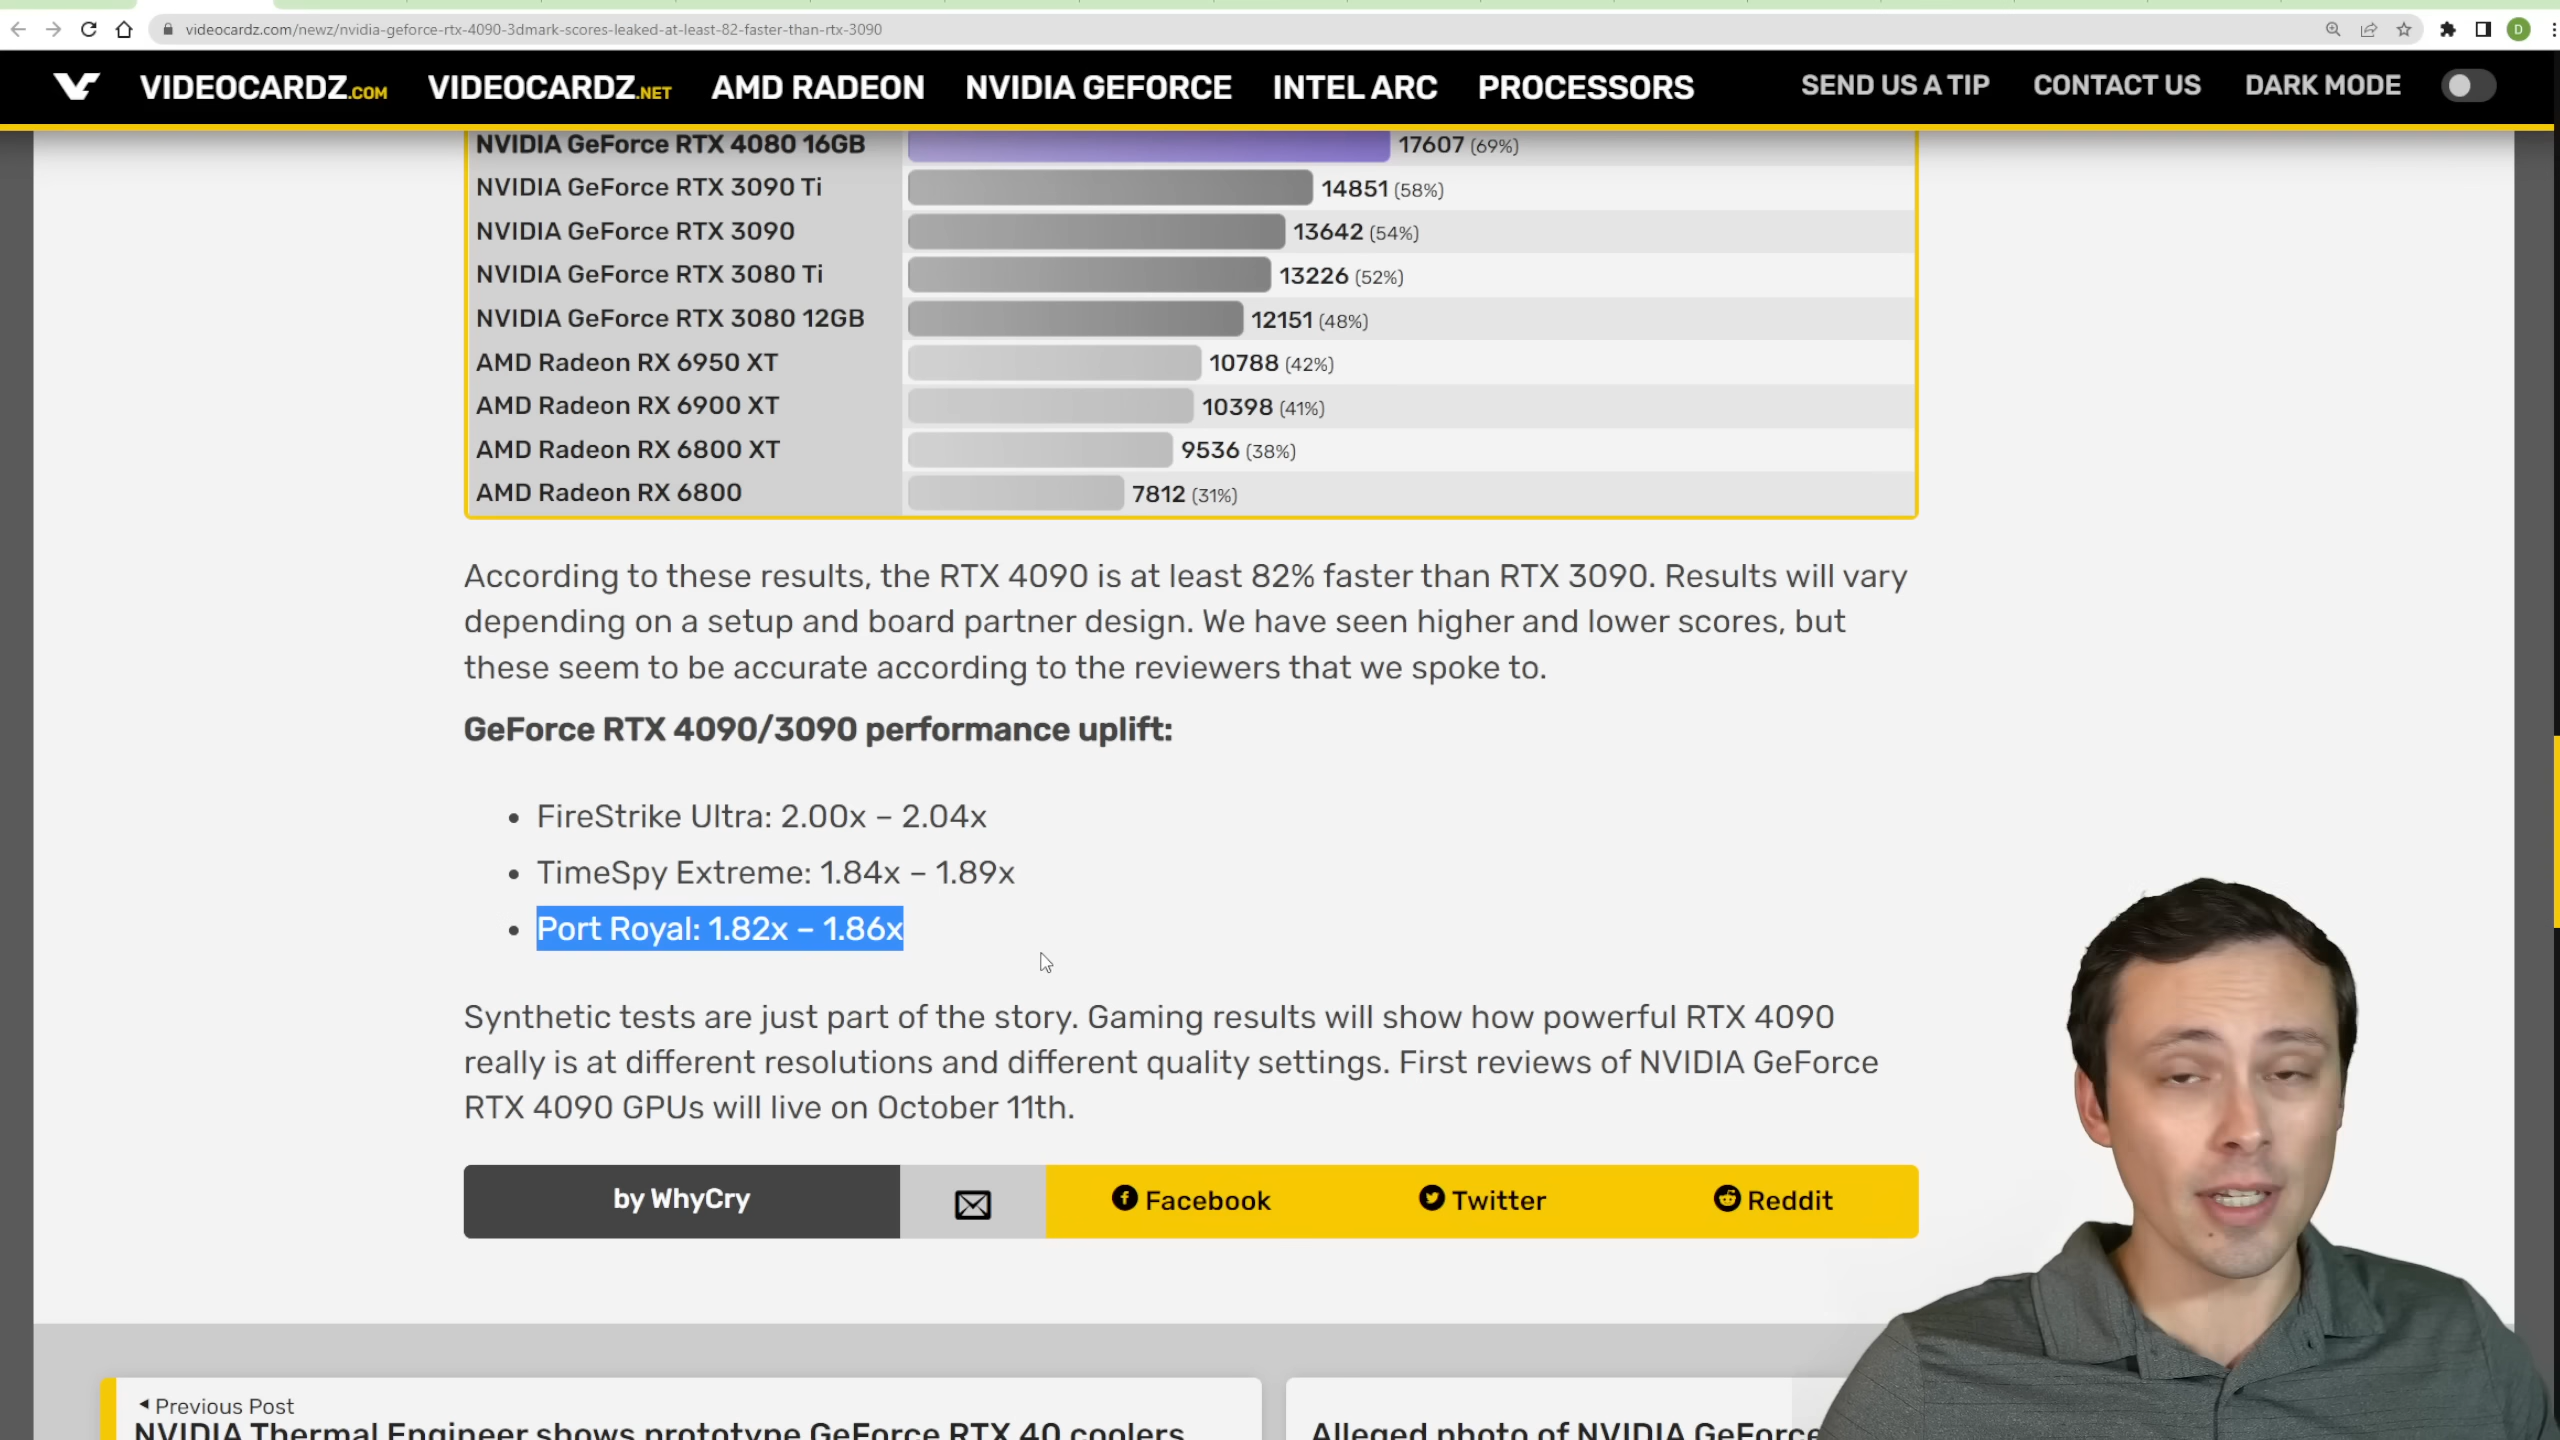 videocardz.com/newz/nvidia-geforce-rtx-4090-3dmark-scores-leaked-at-least-82-faster-than-rtx-3090
D
VIDEOCARDZ.COM VIDEOCARDZ.NET AMD RADEON NVIDIA GEFORCE INTEL ARC PROCESSORS SEND US A TIP CONTACT US DARK MODE
NVIDIA GeForce RTX 4080 16GB 17607 (69%)
NVIDIA GeForce RTX 3090 Ti 14851 (58%)
NVIDIA GeForce RTX 3090 13642 (54%)
NVIDIA GeForce RTX 3080 Ti 13226 (52%)
NVIDIA GeForce RTX 3080 12GB 12151 (48%)
AMD Radeon RX 6950 XT 10788 (42%)
AMD Radeon RX 6900 XT 10398 (41%)
AMD Radeon RX 6800 XT 9536 (38%)
AMD Radeon RX 6800 7812 (31%)
According to these results, the RTX 4090 is at least 82% faster than RTX 3090. Results will vary
depending on a setup and board partner design. We have seen higher and lower scores, but
these seem to be accurate according to the reviewers that we spoke to.
GeForce RTX 4090/3090 performance uplift:
• FireStrike Ultra: 2.00x – 2.04x
• TimeSpy Extreme: 1.84x – 1.89x
• Port Royal: 1.82x – 1.86x
Synthetic tests are just part of the story. Gaming results will show how powerful RTX 4090
really is at different resolutions and different quality settings. First reviews of NVIDIA GeForce
RTX 4090 GPUs will live on October 11th.
by WhyCry Facebook Twitter Reddit
Previous Post
NVIDIA Thermal Engineer shows prototype GeForce RTX 40 coolers
Alleged photo of NVIDIA GeForce